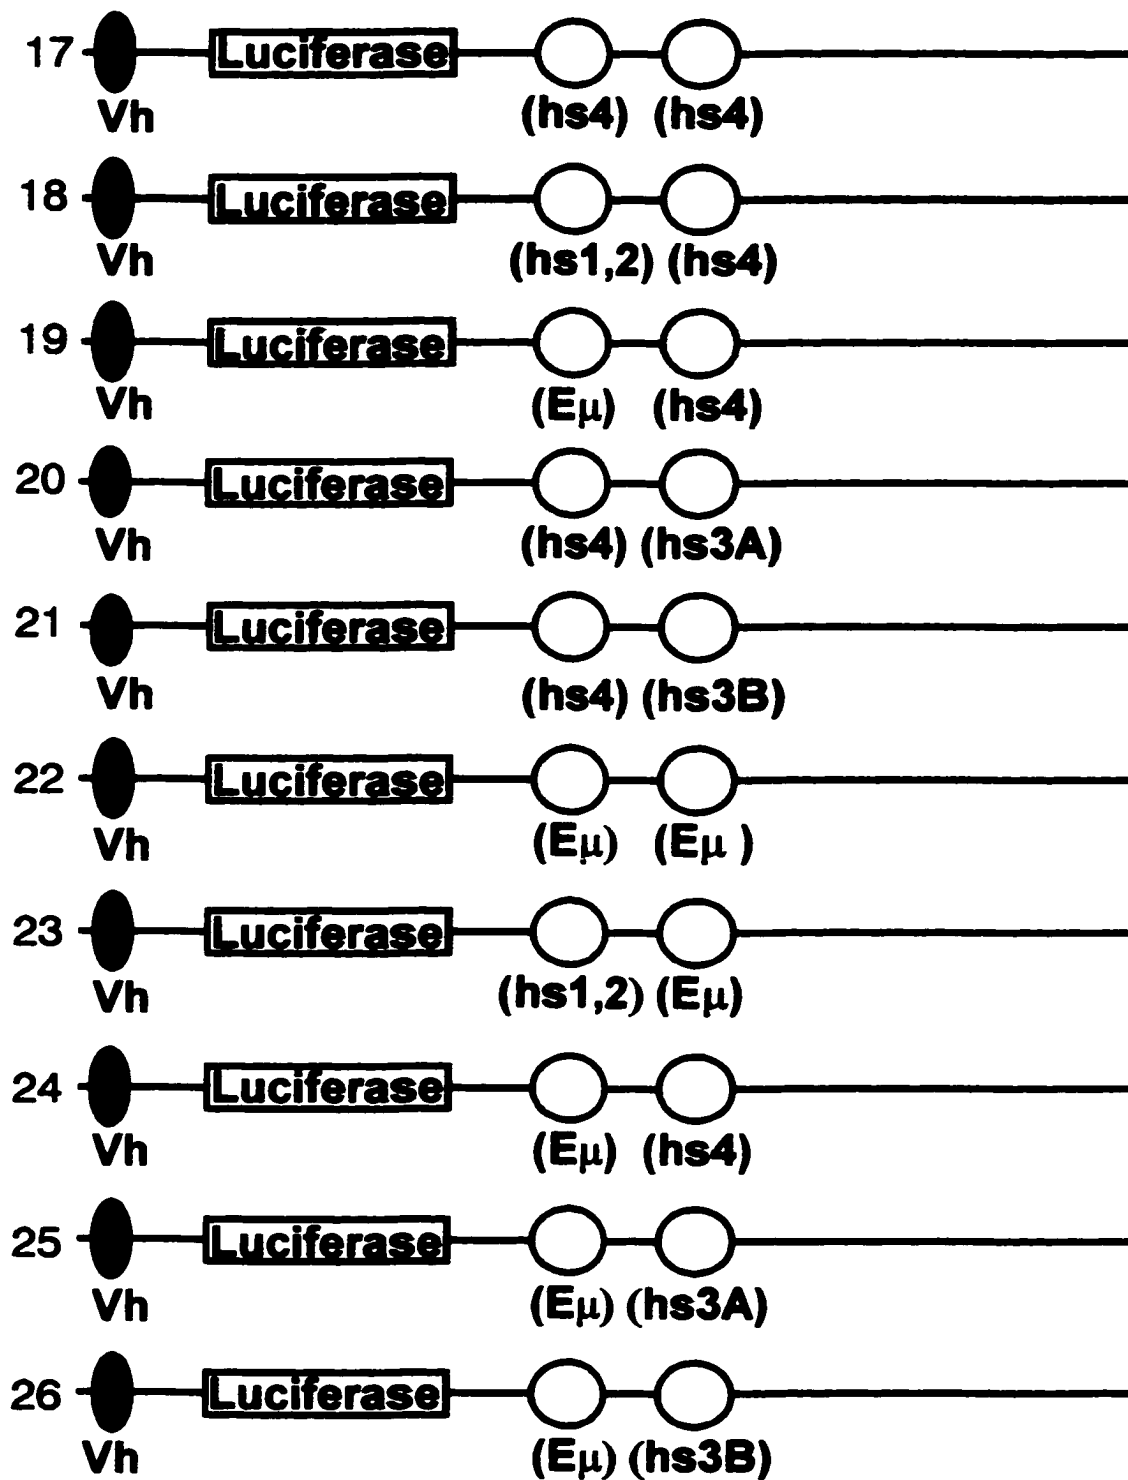 17 Luciferase
Vh (hs4) (hs4)
18 Luciferase
Vh (hs1,2) (hs4)
19 Luciferase
Vh (Eμ) (hs4)
20 Luciferase
Vh (hs4) (hs3A)
21 Luciferase
Vh (hs4) (hs3B)
22 Luciferase
Vh (Eμ) (Eμ )
23 Luciferase
Vh (hs1,2) (Eμ)
24 Luciferase
Vh (Eμ) (hs4)
25 Luciferase
Vh (Eμ) (hs3A)
26 Luciferase
Vh (Eμ) (hs3B)